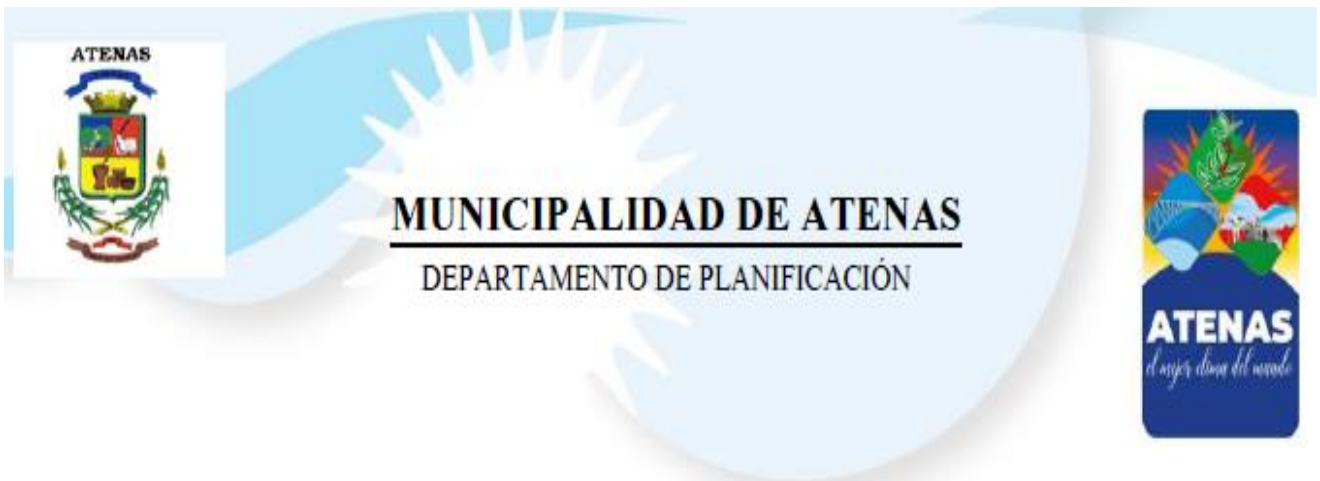 ATENAS
MUNICIPALIDAD DE ATENAS
DEPARTAMENTO DE PLANIFICACIÓN
ATENAS
el mejor clima del mundo